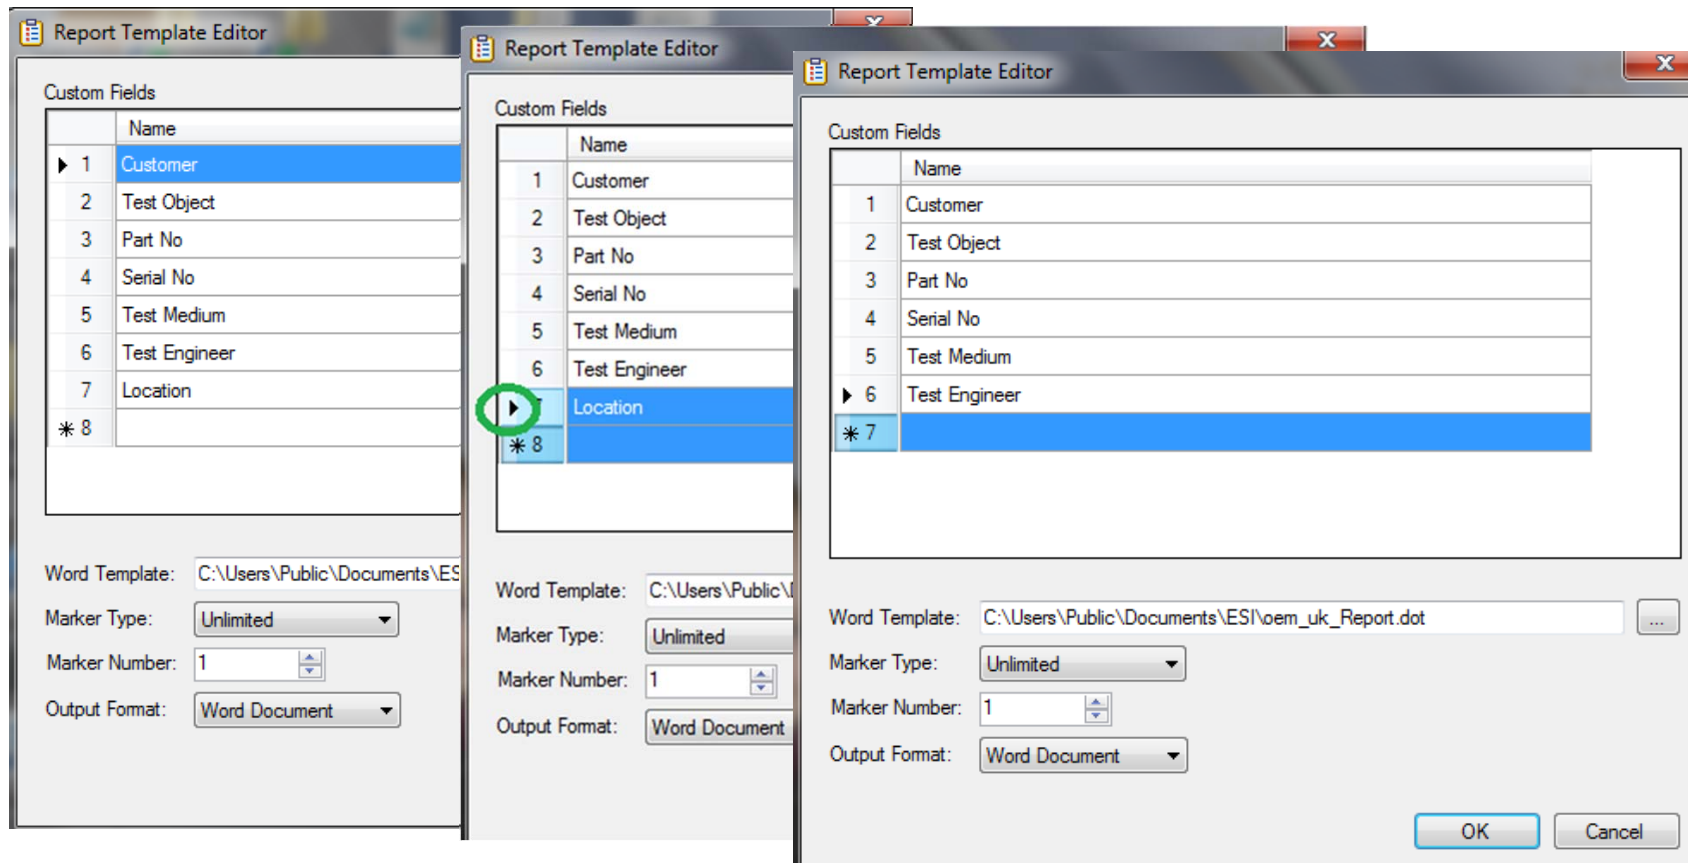 Report Template Editor
Custom Fields
Name
1 Customer
2 Test Object
3 Part No
4 Serial No
5 Test Medium
6 Test Engineer
7 Location
* 8
Word Template: C:\Users\Public\Documents\ES
Marker Type: Unlimited
Marker Number: 1
Output Format: Word Document
Report Template Editor
Custom Fields
Name
1 Customer
2 Test Object
3 Part No
4 Serial No
5 Test Medium
6 Test Engineer
Location
* 8
Word Template: C:\Users\Public\
Marker Type: Unlimited
Marker Number: 1
Output Format: Word Document
Report Template Editor
Custom Fields
Name
1 Customer
2 Test Object
3 Part No
4 Serial No
5 Test Medium
6 Test Engineer
* 7
Word Template: C:\Users\Public\Documents\ESI\oem_uk_Report.dot ...
Marker Type: Unlimited
Marker Number: 1
Output Format: Word Document
OK Cancel